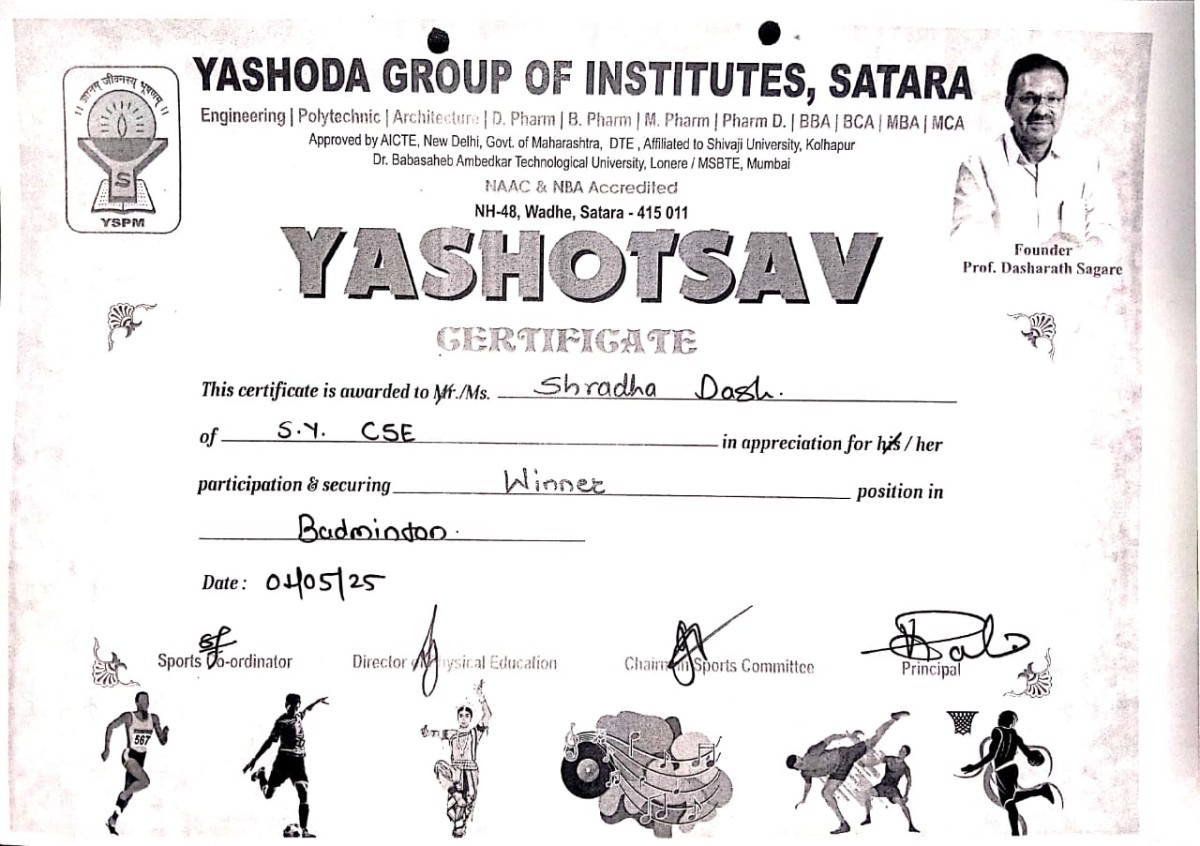 YASHODA GROUP OF INSTITUTES, SATARA
Engineering | Polytechnic | Architecture | D. Pharm | B. Pharm | M. Pharm | Pharm D. | BBA | BCA | MBA | MCA
Approved by AICTE, New Delhi, Govt. of Maharashtra, DTE , Affiliated to Shivaji University, Kolhapur
Dr. Babasaheb Ambedkar Technological University, Lonere / MSBTE, Mumbai
NAAC & NBA Accredited
NH-48, Wadhe, Satara - 415 011
।। ज्ञानम् जीवनस्य भूषणम् ।।
S
YSPM
Founder
Prof. Dasharath Sagare
YASHOTSAV
CERTIFICATE
This certificate is awarded to Mr./Ms. Shradha Dash.
of S.Y. CSE in appreciation for his / her
participation & securing Winner position in
Badminton.
Date : 01/05/25
Sports Co-ordinator Director Physical Education Chairman Sports Committee Principal
567